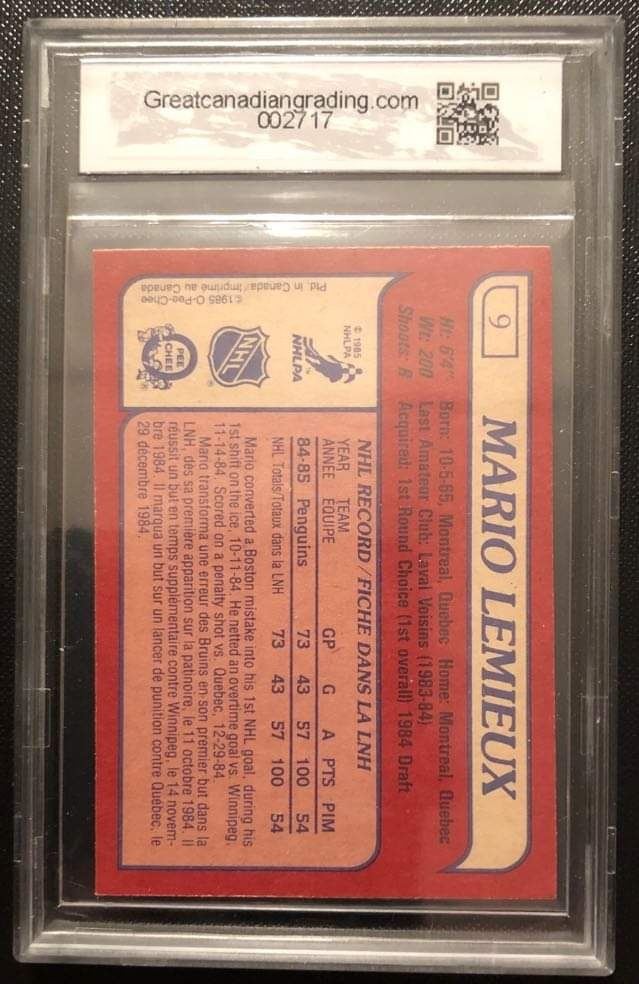 Greatcanadiangrading.com
002717
9
MARIO LEMIEUX
Ht: 6'4" Born: 10-5-65, Montreal, Quebec Home: Montreal, Quebec
Wt: 200 Last Amateur Club: Laval Voisins (1983-84)
Shoots: R Acquired: 1st Round Choice (1st overall) 1984 Draft
NHL RECORD/FICHE DANS LA LNH
YEAR TEAM
ANNÉE ÉQUIPE GP G A PTS PIM
84-85 Penguins 73 43 57 100 54
NHL Totals/Totaux dans la LNH 73 43 57 100 54
Mario converted a Boston mistake into his 1st NHL goal, during his
1st shift on the ice, 10-11-84. He netted an overtime goal vs. Winnipeg,
11-14-84. Scored on a penalty shot vs. Quebec, 12-29-84.
Mario transforma une erreur des Bruins en son premier but dans la
LNH, dès sa première apparition sur la patinoire, le 11 octobre 1984. Il
réussit un but en temps supplémentaire contre Winnipeg, le 14 novem-
bre 1984. Il marqua un but sur un lancer de punition contre Québec, le
29 décembre 1984.
© 1985
NHLPA
NHLPA
NHL
O
PEE
CHEE
©1985 O-Pee-Chee
Ptd. in Canada/Imprimé au Canada